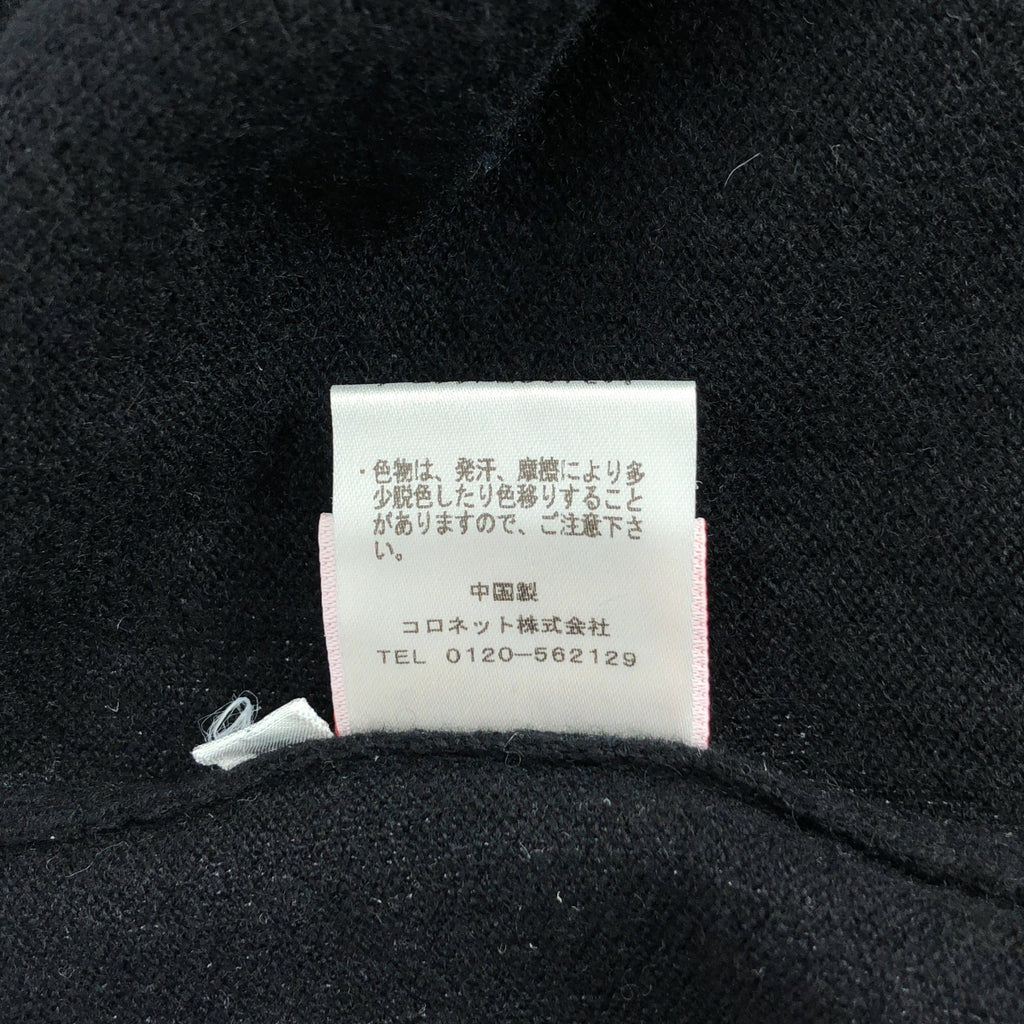 ・色物は、発汗、摩擦により多
少脱色したり色移りすること
がありますので、ご注意下さ
い。
中国製
コロネット株式会社
TEL 0120-562129